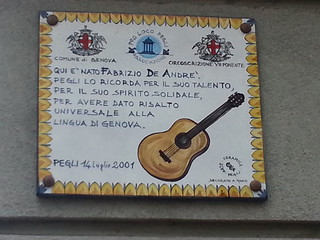 PRO LOCO PEGLI
COMUNE DI GENOVA
CIRCOSCRIZIONE VII PONENTE
QUI E' NATO FABRIZIO DE ANDRE'.
PEGLI LO RICORDA PER IL SUO TALENTO,
PER IL SUO SPIRITO SOLIDALE,
PER AVERE DATO RISALTO
UNIVERSALE ALLA
LINGUA DI GENOVA.
PEGLI 14 Luglio 2001
CERAMICHE